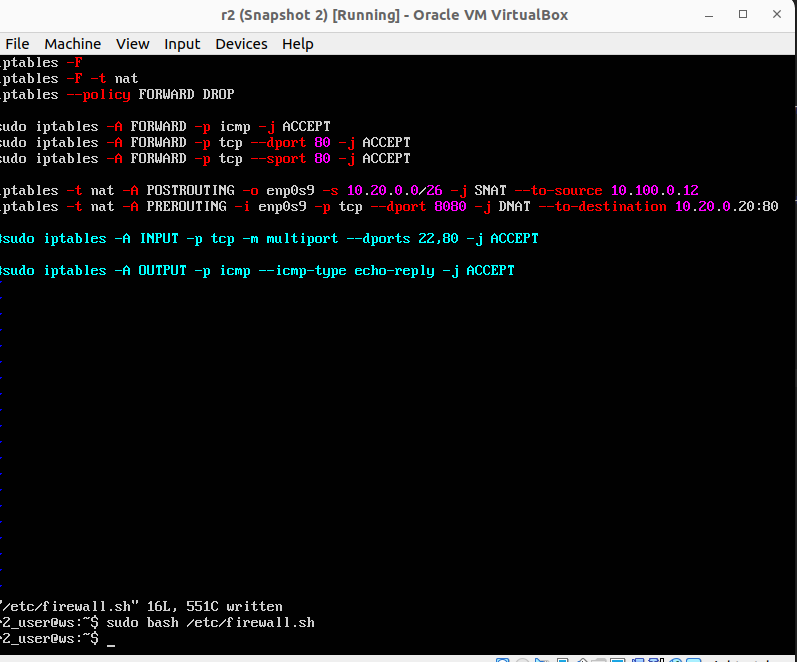 r2 (Snapshot 2) [Running] - Oracle VM VirtualBox
File Machine View Input Devices Help
iptables -F
iptables -F -t nat
iptables --policy FORWARD DROP
sudo iptables -A FORWARD -p icmp -j ACCEPT
sudo iptables -A FORWARD -p tcp --dport 80 -j ACCEPT
sudo iptables -A FORWARD -p tcp --sport 80 -j ACCEPT
iptables -t nat -A POSTROUTING -o enp0s9 -s 10.20.0.0/26 -j SNAT --to-source 10.100.0.12
iptables -t nat -A PREROUTING -i enp0s9 -p tcp --dport 8080 -j DNAT --to-destination 10.20.0.20:80
#sudo iptables -A INPUT -p tcp -m multiport --dports 22,80 -j ACCEPT
#sudo iptables -A OUTPUT -p icmp --icmp-type echo-reply -j ACCEPT
"/etc/firewall.sh" 16L, 551C written
r2_user@ws:~$ sudo bash /etc/firewall.sh
r2_user@ws:~$ _